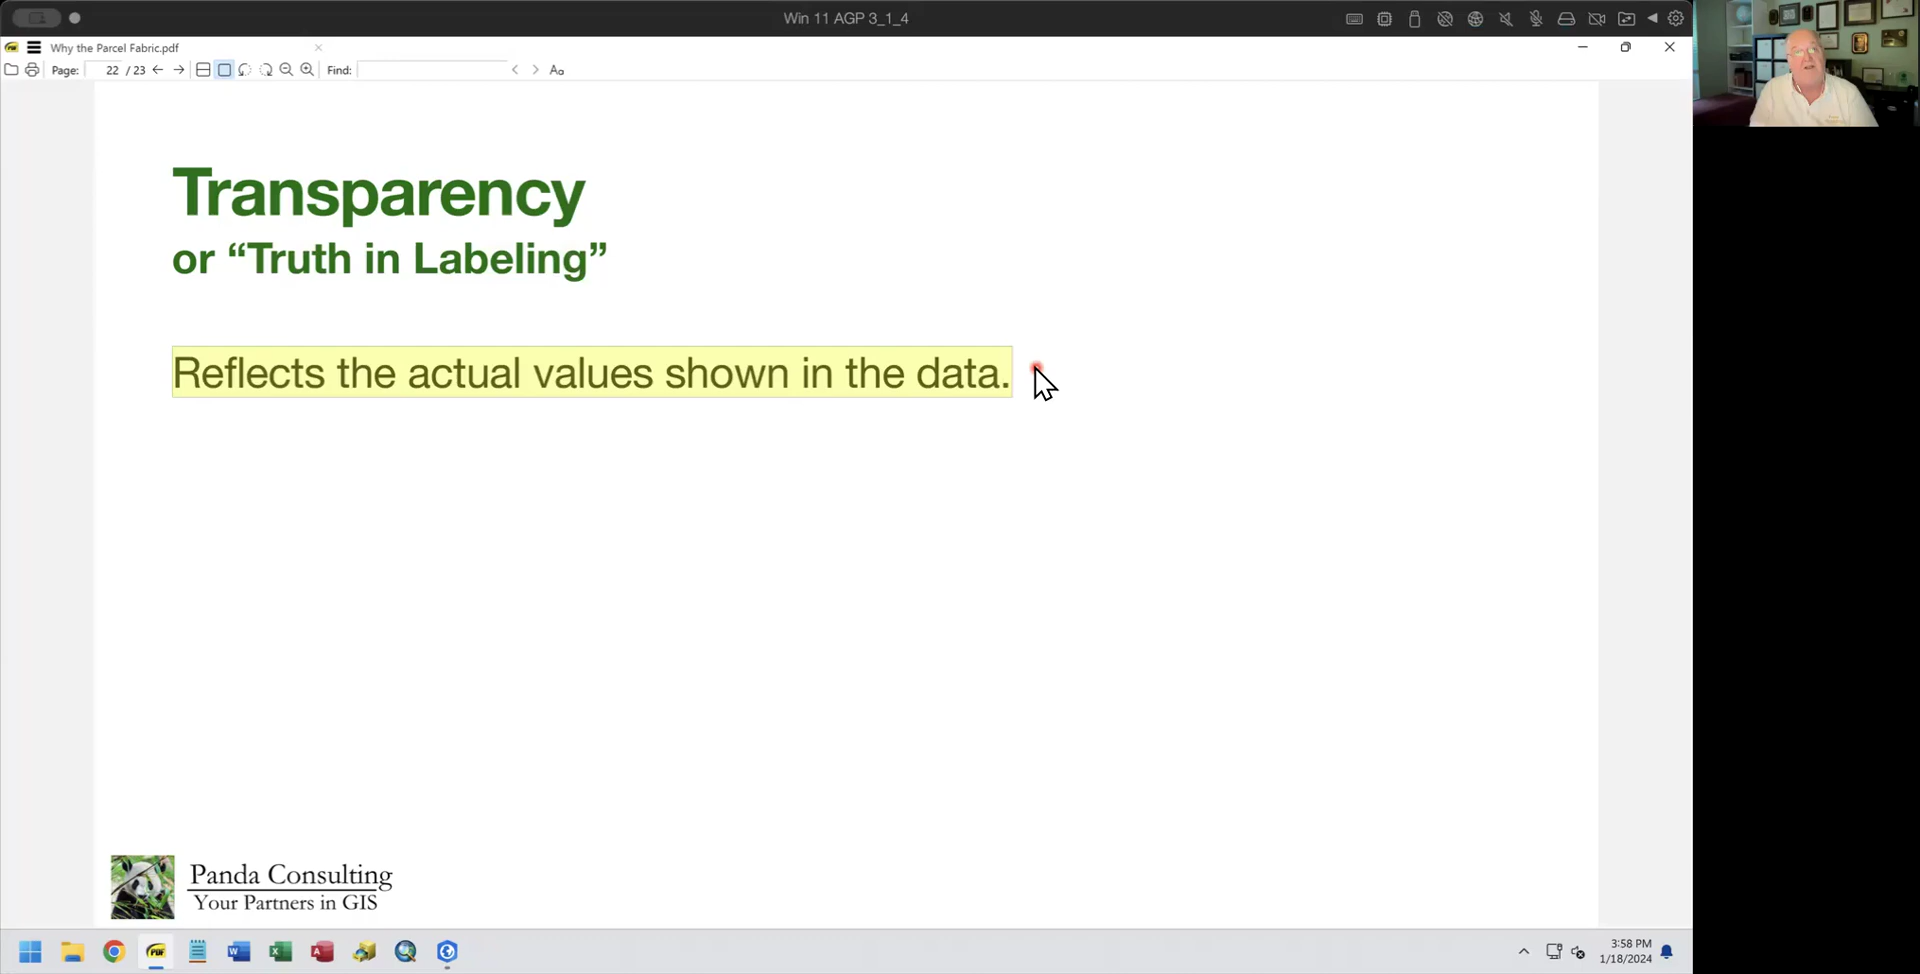 Win 11 AGP 3_1_4
Why the Parcel Fabric.pdf
Page: 22 / 23 Find: Aa
Transparency
or “Truth in Labeling”
Reflects the actual values shown in the data.
Panda Consulting
Your Partners in GIS
PDF
3:58 PM
1/18/2024